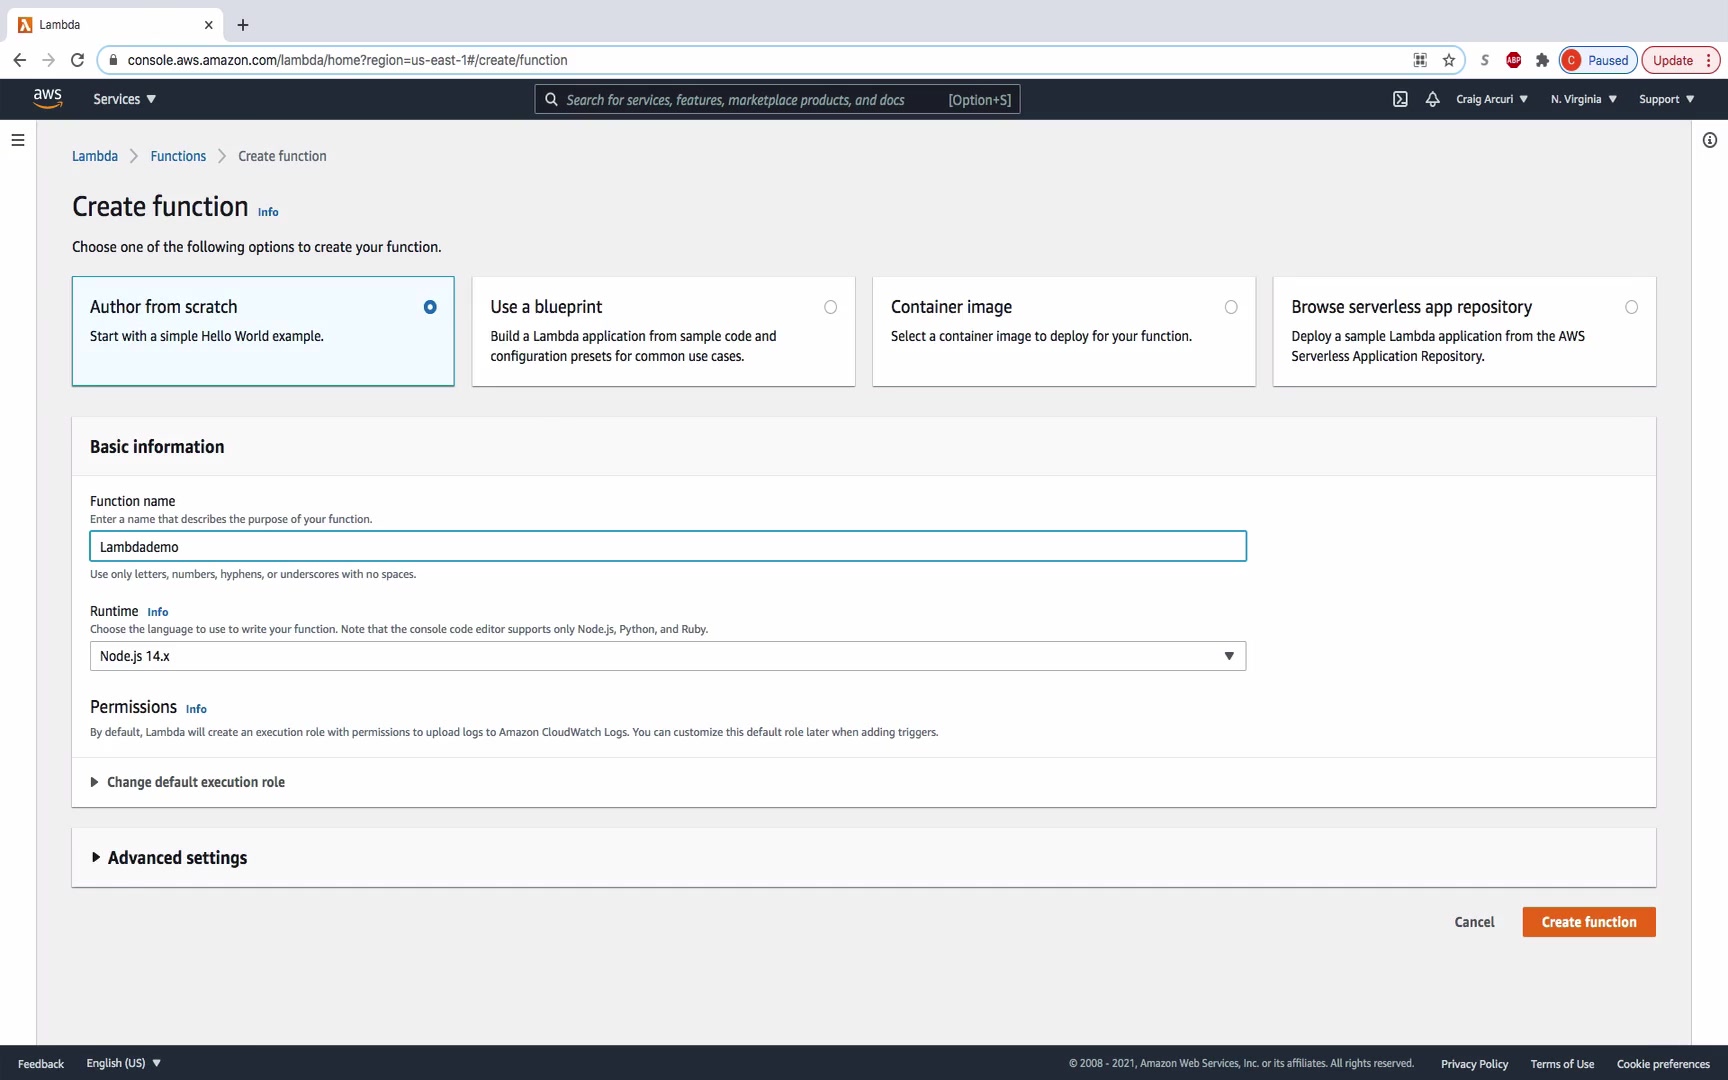 Lambda
console.aws.amazon.com/lambda/home?region=us-east-1#/create/function
S
ABP
C Paused
Update
aws
Services
Search for services, features, marketplace products, and docs [Option+S]
Craig Arcuri
N. Virginia
Support
Lambda Functions Create function
Create function Info
Choose one of the following options to create your function.
Author from scratch
Start with a simple Hello World example.
Use a blueprint
Build a Lambda application from sample code and
configuration presets for common use cases.
Container image
Select a container image to deploy for your function.
Browse serverless app repository
Deploy a sample Lambda application from the AWS
Serverless Application Repository.
Basic information
Function name
Enter a name that describes the purpose of your function.
Lambdademo
Use only letters, numbers, hyphens, or underscores with no spaces.
Runtime Info
Choose the language to use to write your function. Note that the console code editor supports only Node.js, Python, and Ruby.
Node.js 14.x
Permissions Info
By default, Lambda will create an execution role with permissions to upload logs to Amazon CloudWatch Logs. You can customize this default role later when adding triggers.
Change default execution role
Advanced settings
Cancel
Create function
Feedback
English (US)
© 2008 - 2021, Amazon Web Services, Inc. or its affiliates. All rights reserved.
Privacy Policy
Terms of Use
Cookie preferences